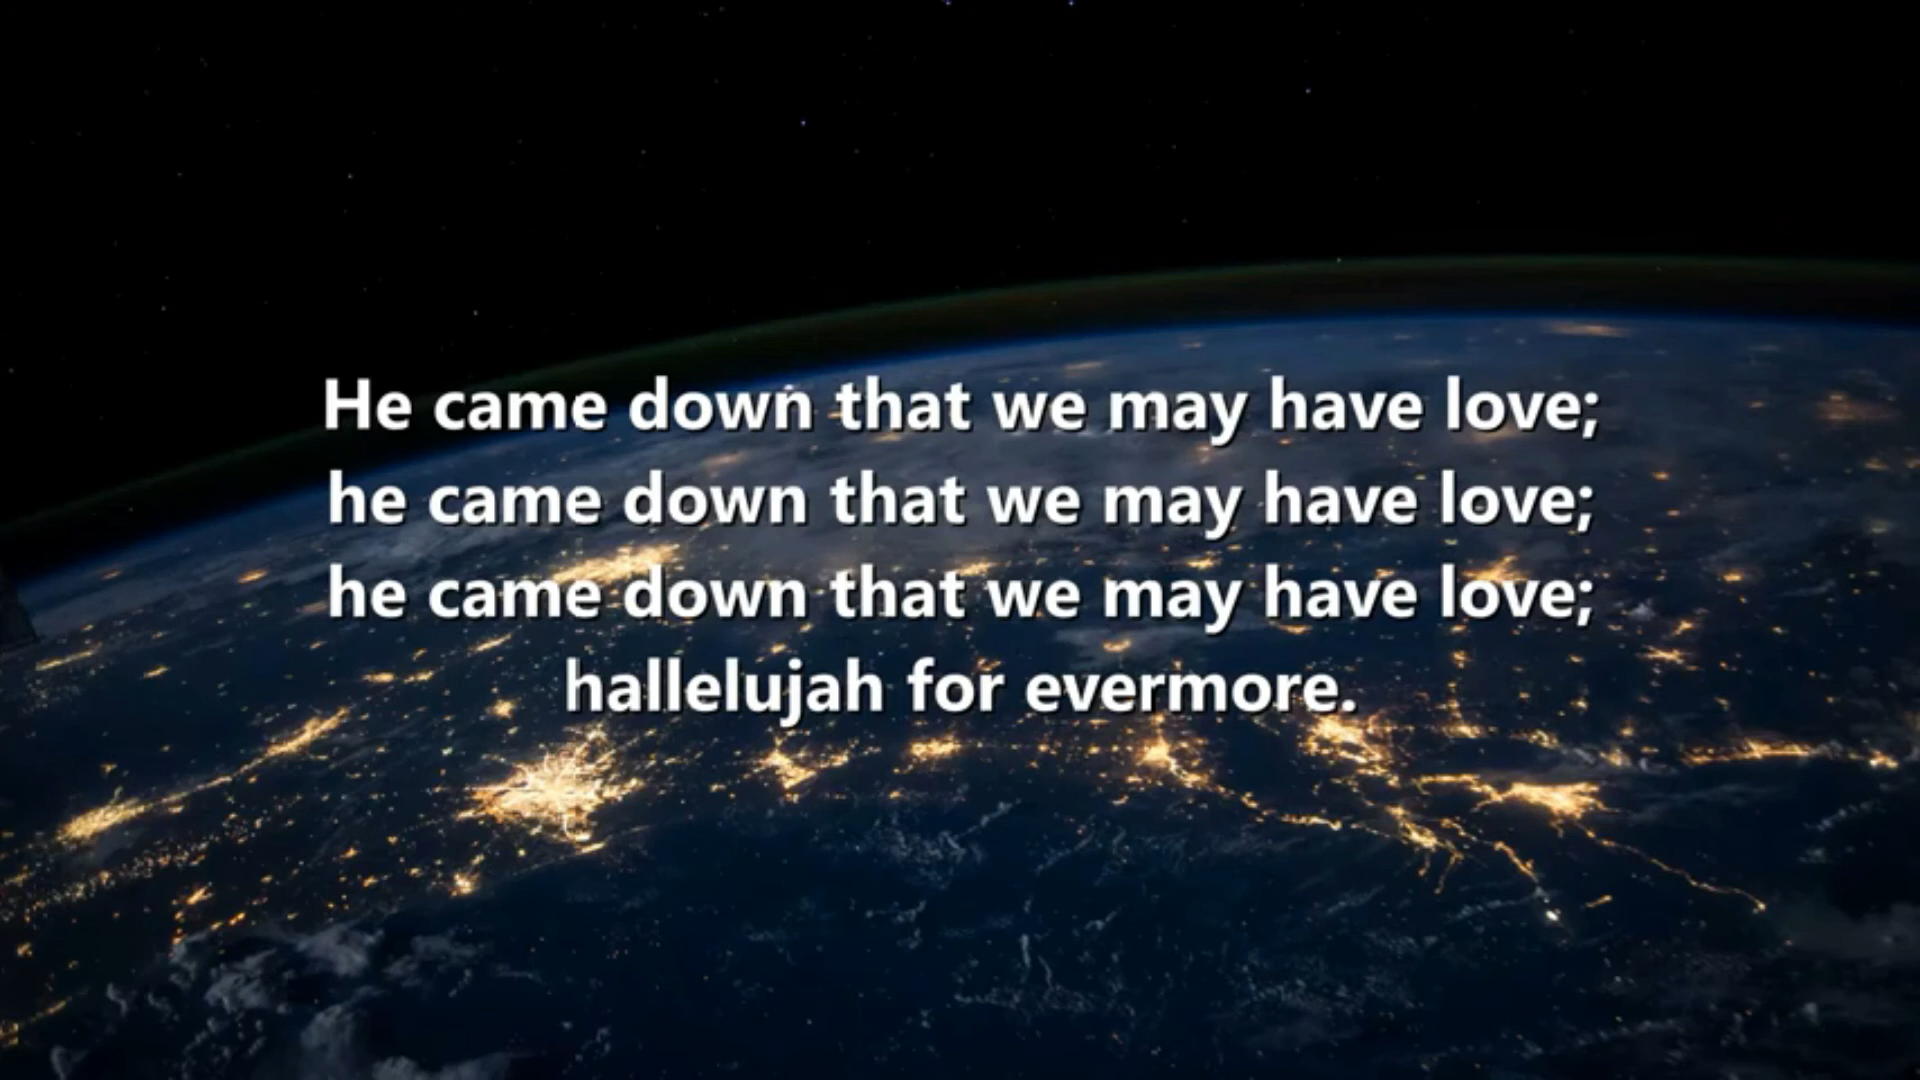 He came down that we may have love;
he came down that we may have love;
he came down that we may have love;
hallelujah for evermore.